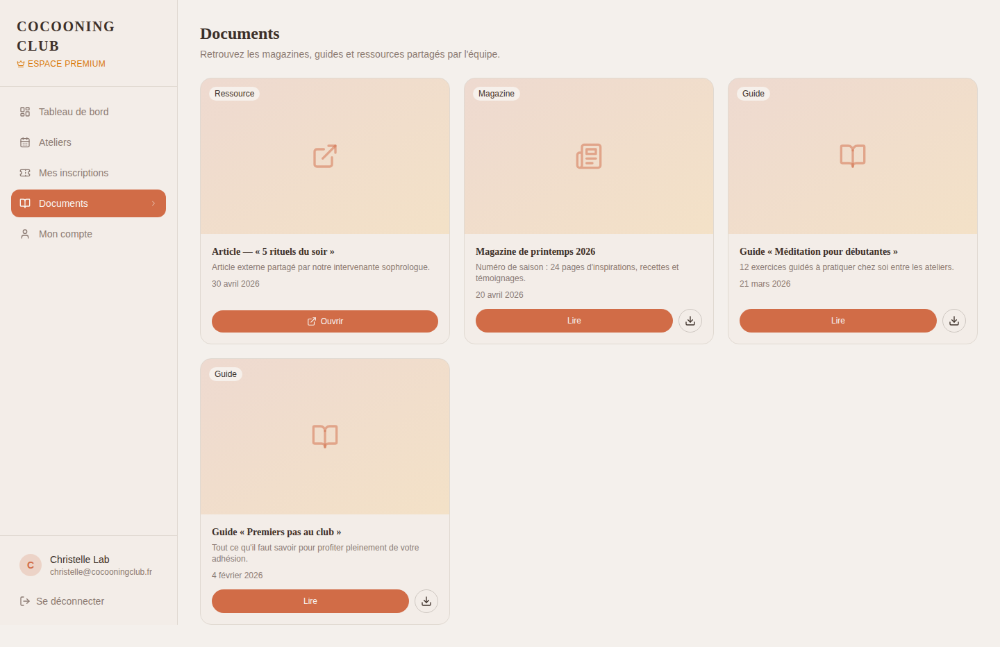 COCOONING
CLUB
ESPACE PREMIUM
Tableau de bord
Ateliers
Mes inscriptions
Documents
Mon compte
C
Christelle Lab
christelle@cocooningclub.fr
Se déconnecter
Documents
Retrouvez les magazines, guides et ressources partagés par l'équipe.
Ressource
Article — « 5 rituels du soir »
Article externe partagé par notre intervenante sophrologue.
30 avril 2026
Ouvrir
Magazine
Magazine de printemps 2026
Numéro de saison : 24 pages d'inspirations, recettes et
témoignages.
20 avril 2026
Lire
Guide
Guide « Méditation pour débutantes »
12 exercices guidés à pratiquer chez soi entre les ateliers.
21 mars 2026
Lire
Guide
Guide « Premiers pas au club »
Tout ce qu'il faut savoir pour profiter pleinement de votre
adhésion.
4 février 2026
Lire